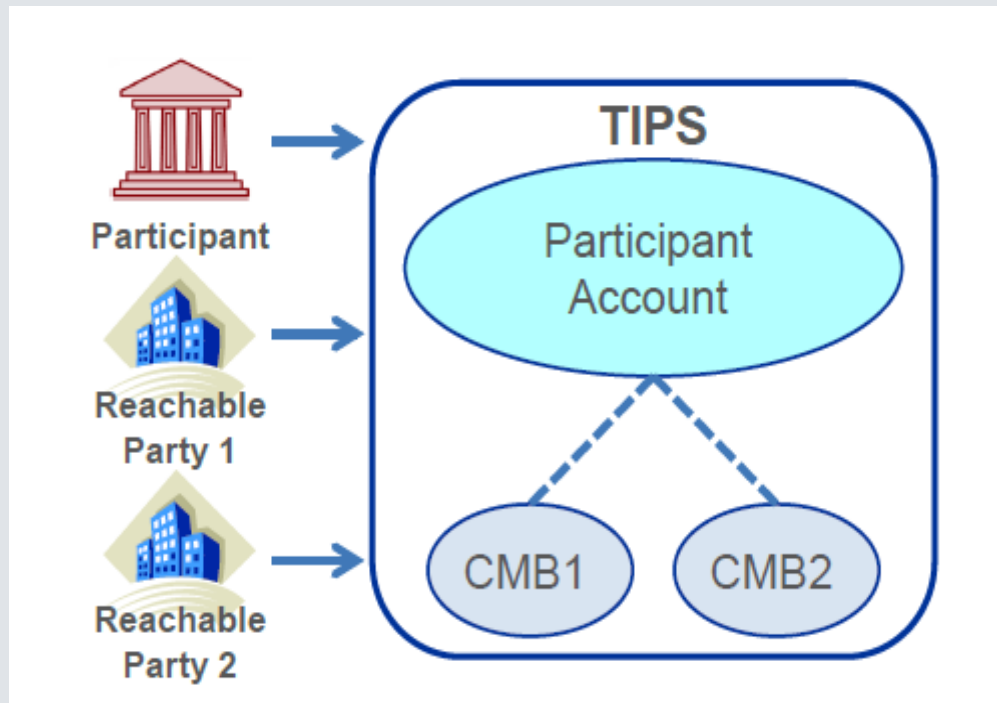 TIPS
Participant
Account
Participant
Reachable
Party 1
Reachable
Party 2
CMB1
CMB2